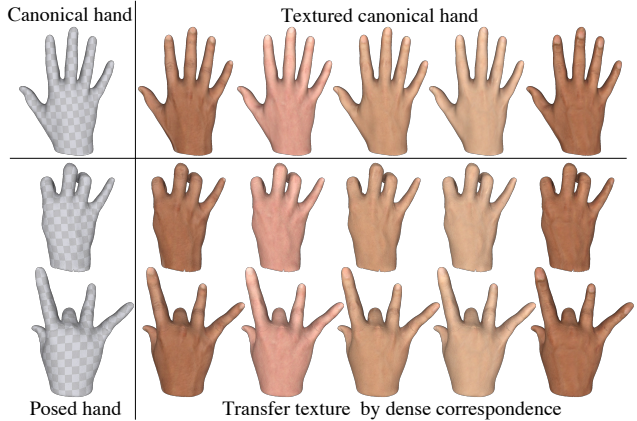 Canonical hand
Textured canonical hand
Posed hand
Transfer texture by dense correspondence